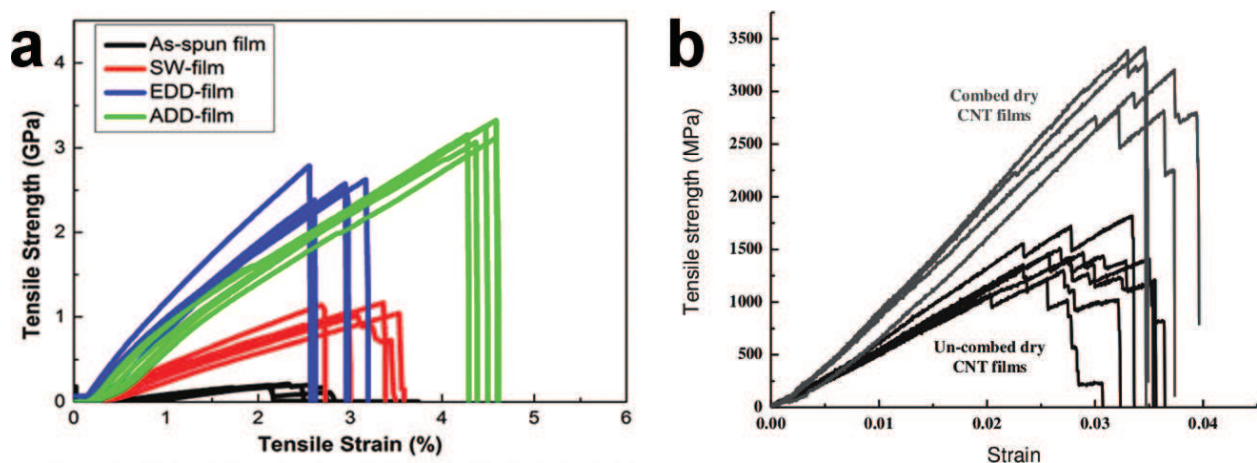 a
As-spun film
SW-film
EDD-film
ADD-film
Tensile Strength (GPa)
4
3
2
1
0
0 1 2 3 4 5 6
Tensile Strain (%)
b
Tensile strength (MPa)
3500
3000
2500
2000
1500
1000
500
0
0.00 0.01 0.02 0.03 0.04
Strain
Combed dry
CNT films
Un-combed dry
CNT films